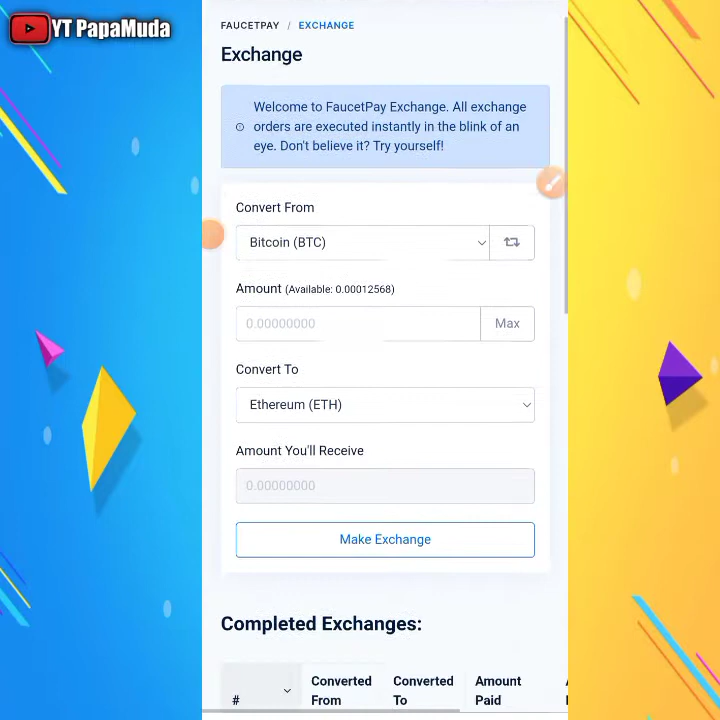 YT PapaMuda
FAUCETPAY / EXCHANGE
Exchange
Welcome to FaucetPay Exchange. All exchange
orders are executed instantly in the blink of an
eye. Don't believe it? Try yourself!
Convert From
Bitcoin (BTC)
Amount (Available: 0.00012568)
0.00000000 Max
Convert To
Ethereum (ETH)
Amount You'll Receive
0.00000000
Make Exchange
Completed Exchanges:
# Converted From Converted To Amount Paid